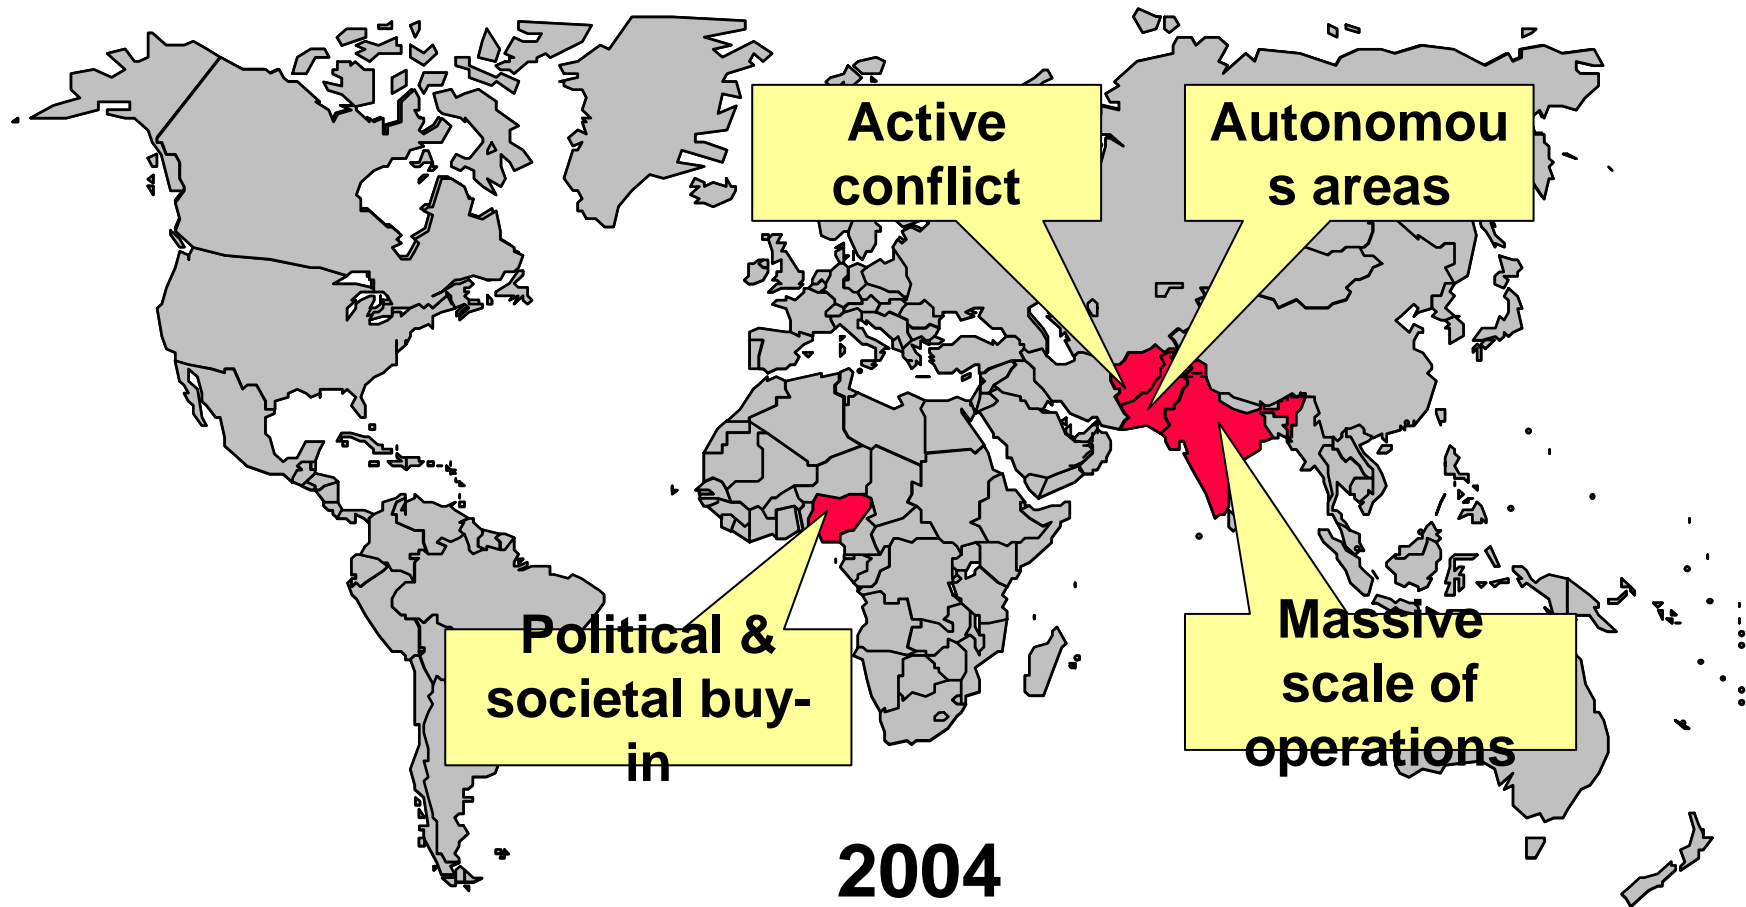 Active
conflict
Autonomou
s areas
Political &
societal buy-
in
Massive
scale of
operations
2004